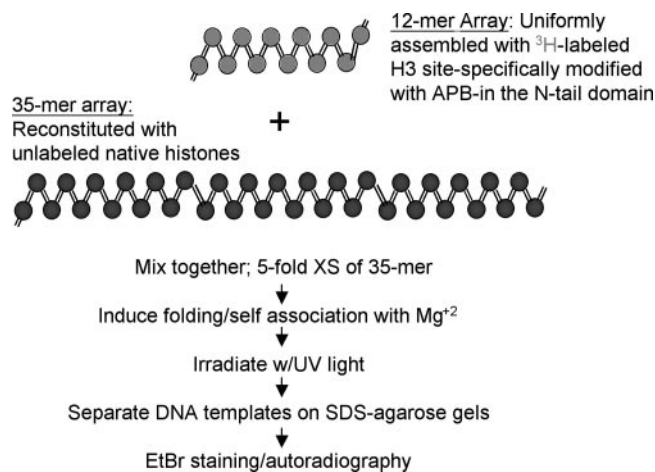 12-mer Array: Uniformly
assembled with ³H-labeled
H3 site-specifically modified
with APB-in the N-tail domain
35-mer array:
Reconstituted with
unlabeled native histones
+
Mix together; 5-fold XS of 35-mer
Induce folding/self association with Mg⁺²
Irradiate w/UV light
Separate DNA templates on SDS-agarose gels
EtBr staining/autoradiography